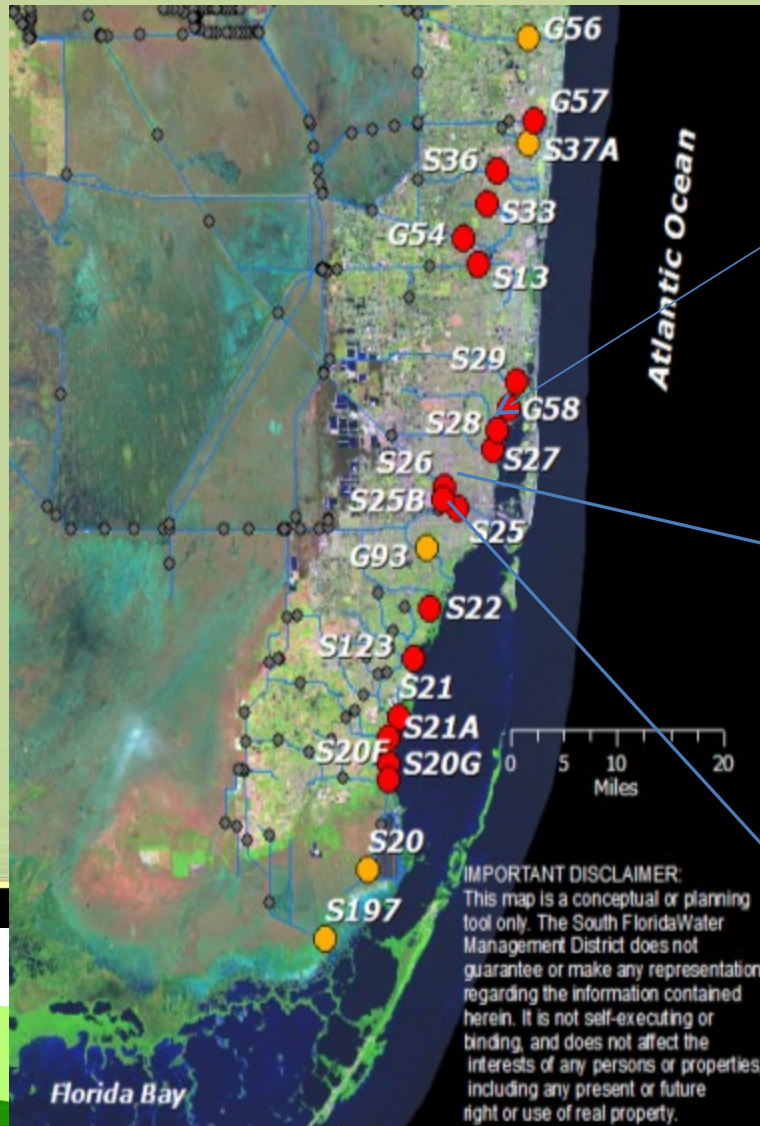 G56
G57
S37A
S36
S33
G54
S13
Atlantic Ocean
S29
G58
S28
S27
S26
S25B
S25
G93
S22
S123
S21
S21A
S20F
S20G
0 5 10 20
Miles
S20
S197
IMPORTANT DISCLAIMER:
This map is a conceptual or planning
tool only. The South FloridaWater
Management District does not
guarantee or make any representation
regarding the information contained
herein. It is not self-executing or
binding, and does not affect the
interests of any persons or properties,
including any present or future
right or use of real property.
Florida Bay